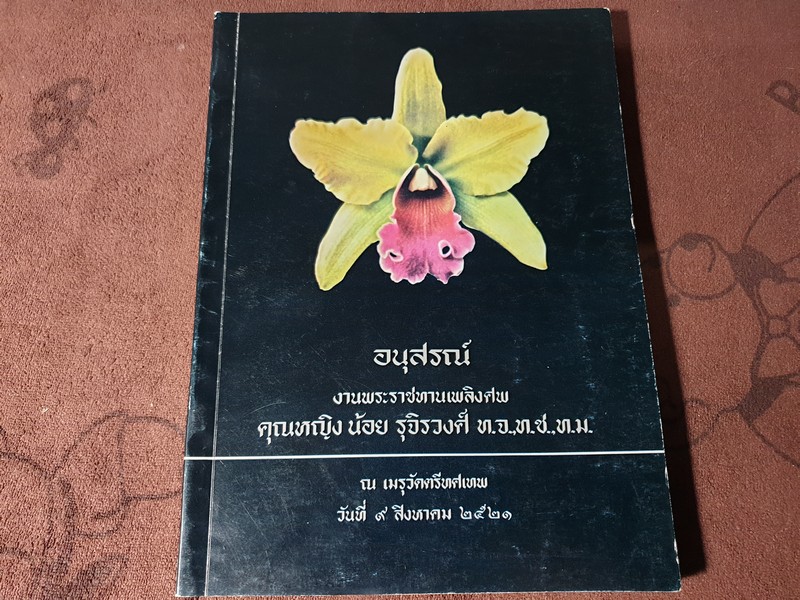 อนุสรณ์
งานพระราชทานเพลิงศพ
คุณหญิง น้อย รุจิรวงศ์ ท.จ.,ท.ช.,ท.ม.
ณ เมรุวัดตรีทศเทพ
วันที่ ๙ สิงหาคม ๒๕๒๑